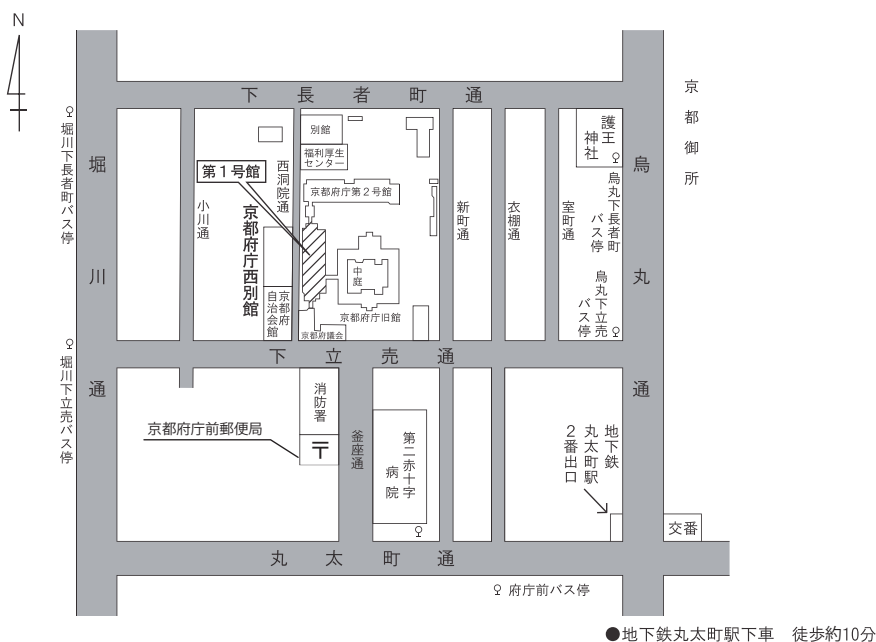 N
下長者町通
京都御所
堀川下長者町バス停
堀川通
小川通
西洞院通
別館
福利厚生
センター
第１号館
京都府庁第２号館
京都府庁西別館
京都府
自治会館
中庭
京都府庁旧館
京都府議会
新町通
衣棚通
室町通
護王
神社
烏丸下長者町
バス停
烏丸下立売
バス停
烏丸通
下立売通
堀川下立売バス停
消防署
京都府庁前郵便局
〒
釜座通
第二赤十字
病院
地下鉄
丸太町駅
２番出口
交番
丸太町通
府庁前バス停
●地下鉄丸太町駅下車　徒歩約10分